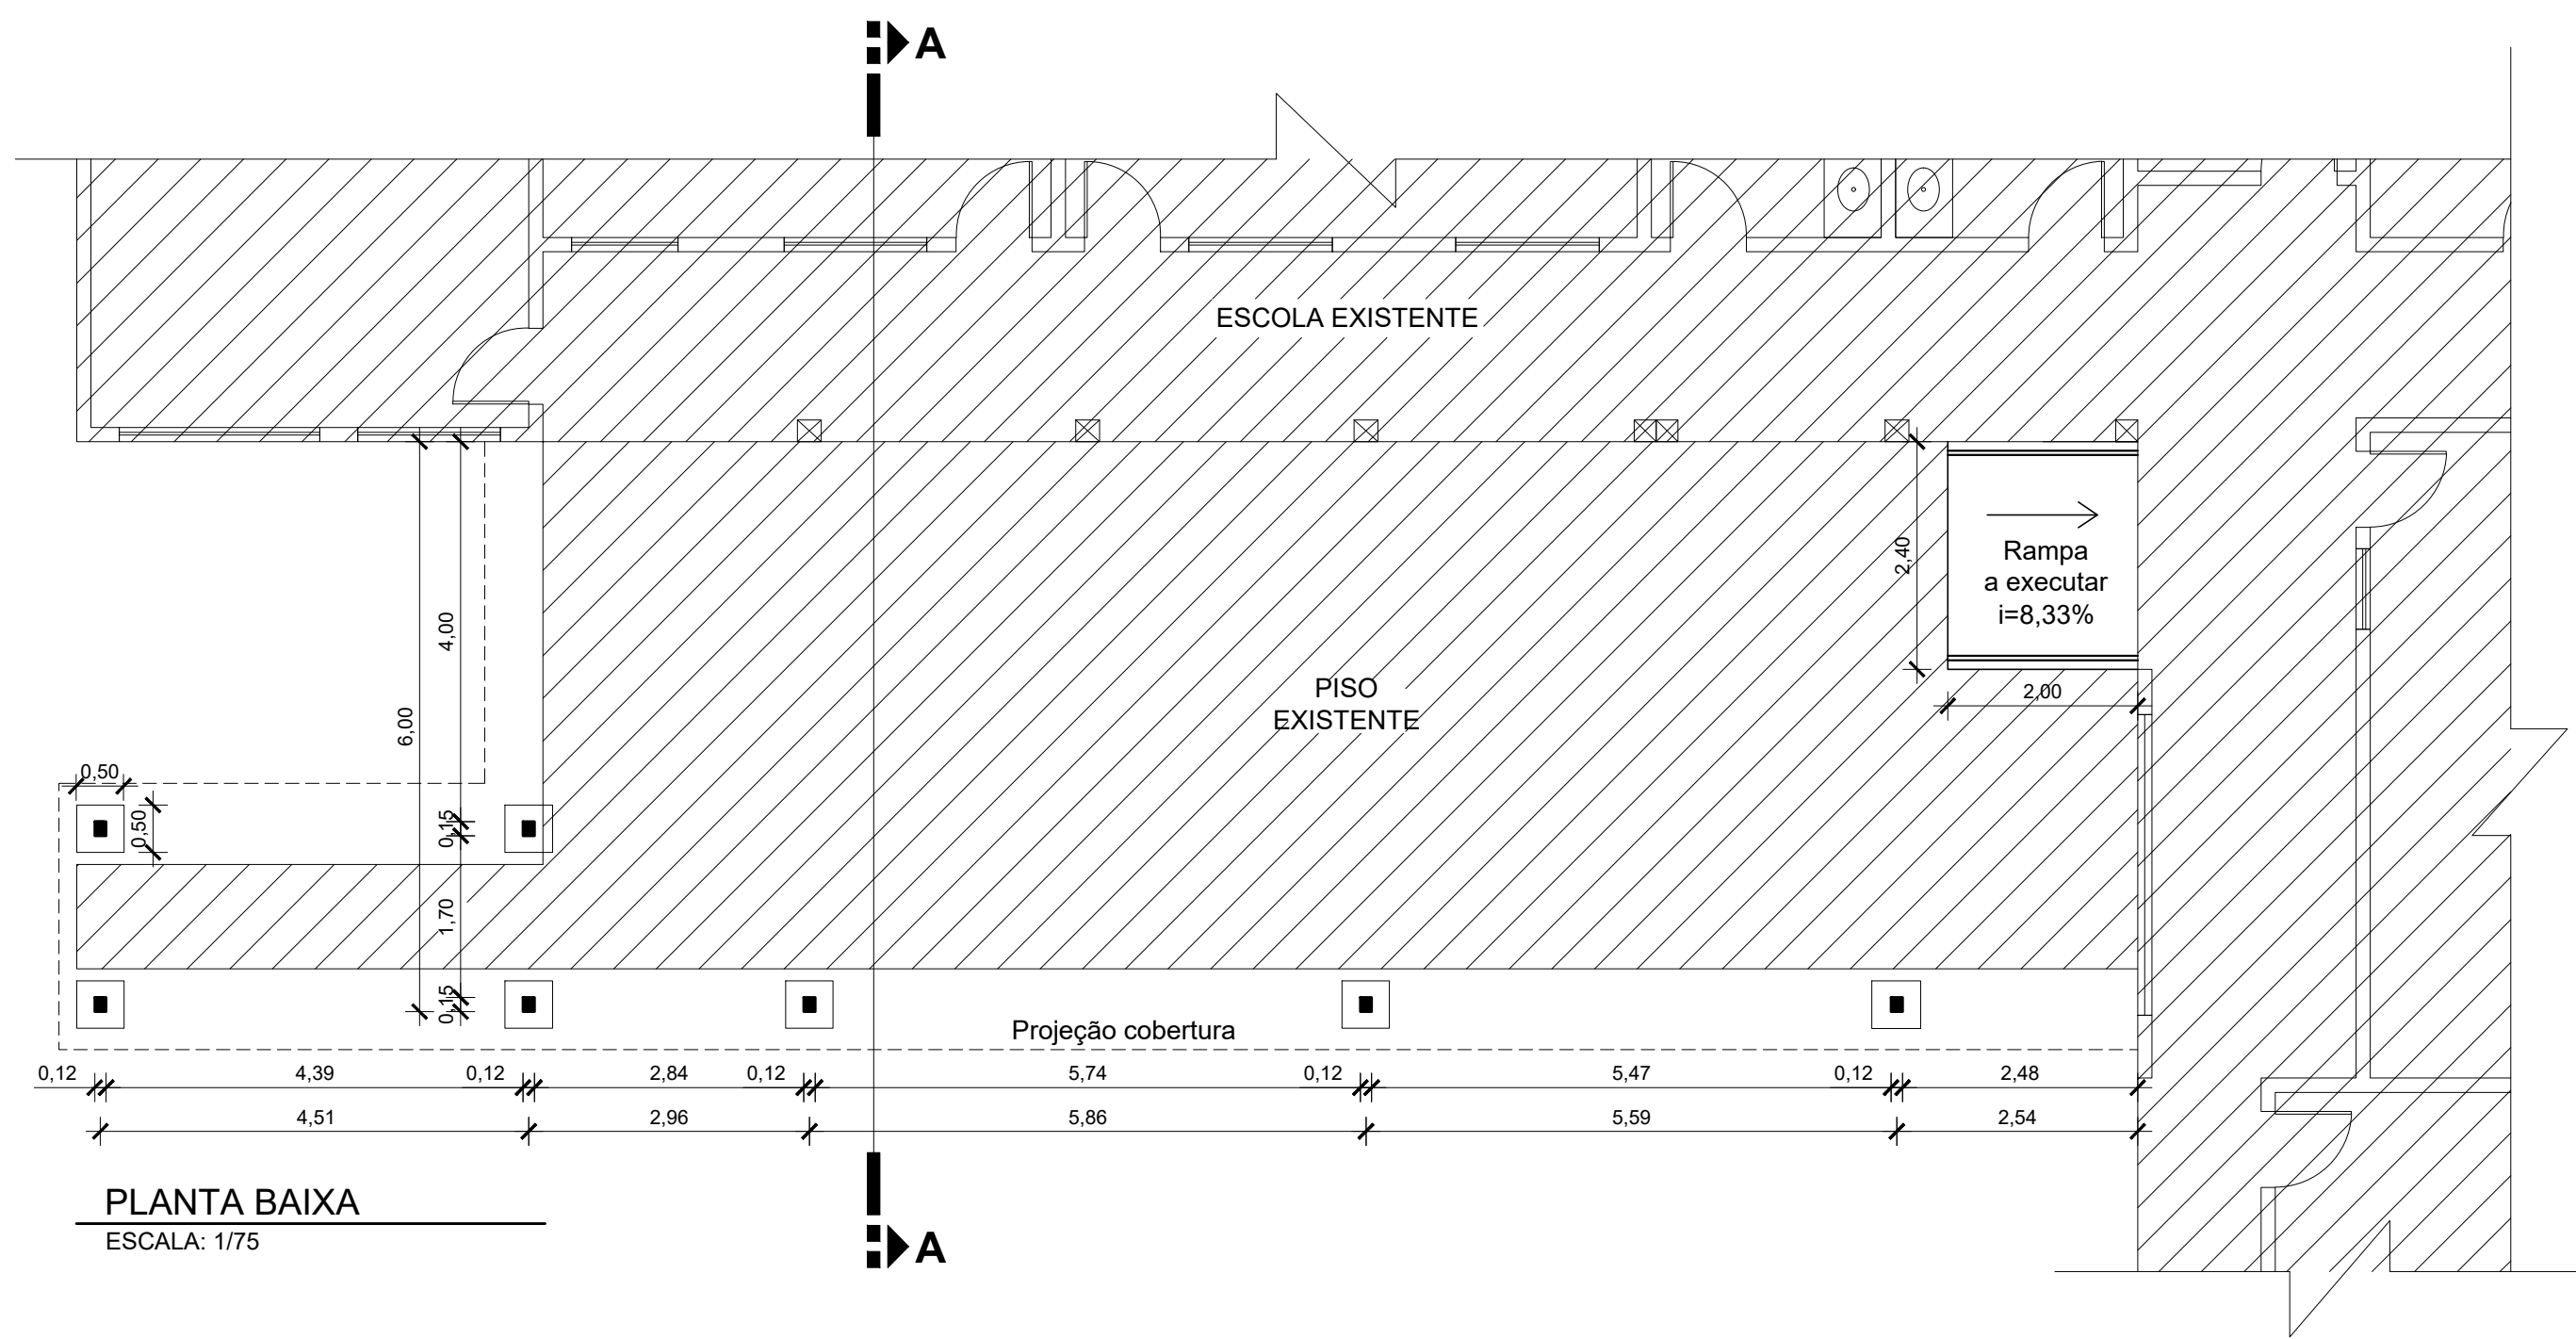 A
ESCOLA EXISTENTE
Rampa
a executar
i=8,33%
2,40
2,00
4,00
6,00
PISO
EXISTENTE
0,50
0,50
0,15
1,70
0,15
Projeção cobertura
0,12 4,39 0,12 2,84 0,12 5,74 0,12 5,47 0,12 2,48
4,51 2,96 5,86 5,59 2,54
PLANTA BAIXA
ESCALA: 1/75
A